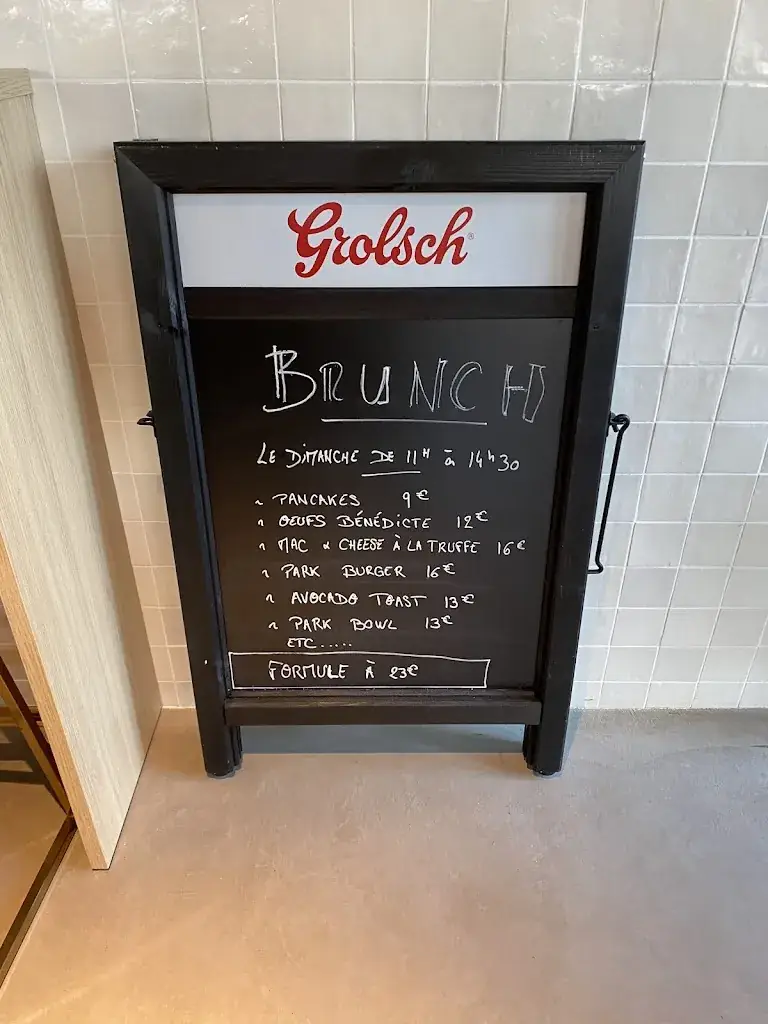 Grolsch
BRUNCH
LE DIMANCHE DE 11H à 14h30
~ PANCAKES 9€
~ OEUFS BÉNÉDICTE 12€
~ MAC & CHEESE À LA TRUFFE 16€
~ PARK BURGER 16€
~ AVOCADO TOAST 13€
~ PARK BOWL 13€
ETC.....
FORMULE À 23€